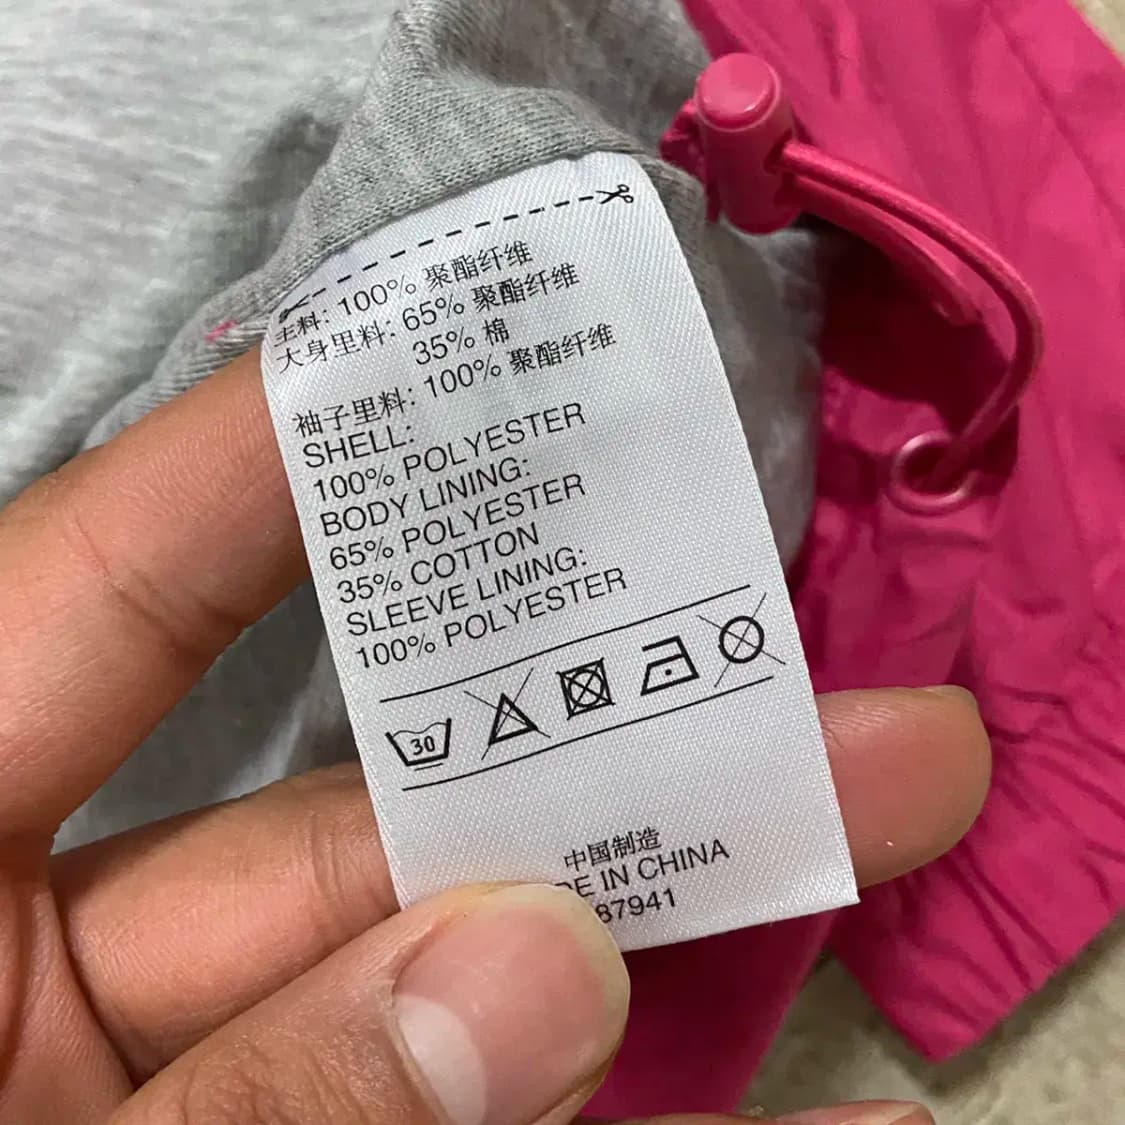 主料: 100% 聚酯纤维
大身里料: 65% 聚酯纤维
35% 棉
袖子里料: 100% 聚酯纤维
SHELL:
100% POLYESTER
BODY LINING:
65% POLYESTER
35% COTTON
SLEEVE LINING:
100% POLYESTER
30
中国制造
DE IN CHINA
87941